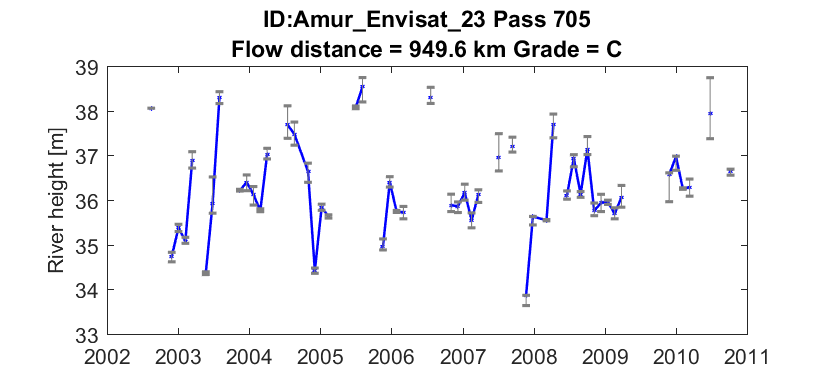 ID:Amur_Envisat_23 Pass 705
Flow distance = 949.6 km Grade = C
River height [m]
39
38
37
36
35
34
33
2002 2003 2004 2005 2006 2007 2008 2009 2010 2011